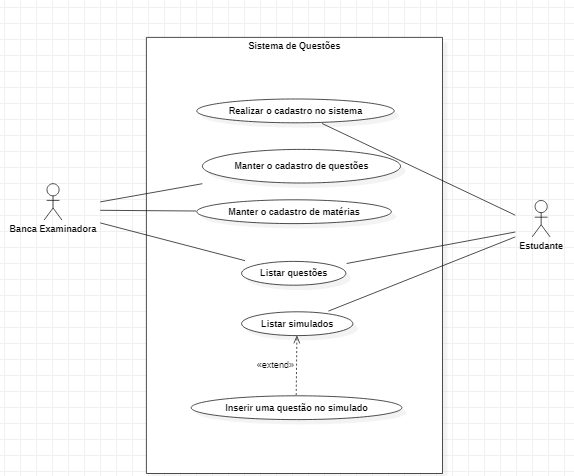 Sistema de Questões
Realizar o cadastro no sistema
Manter o cadastro de questões
Manter o cadastro de matérias
Banca Examinadora
Estudante
Listar questões
Listar simulados
«extend»
Inserir uma questão no simulado